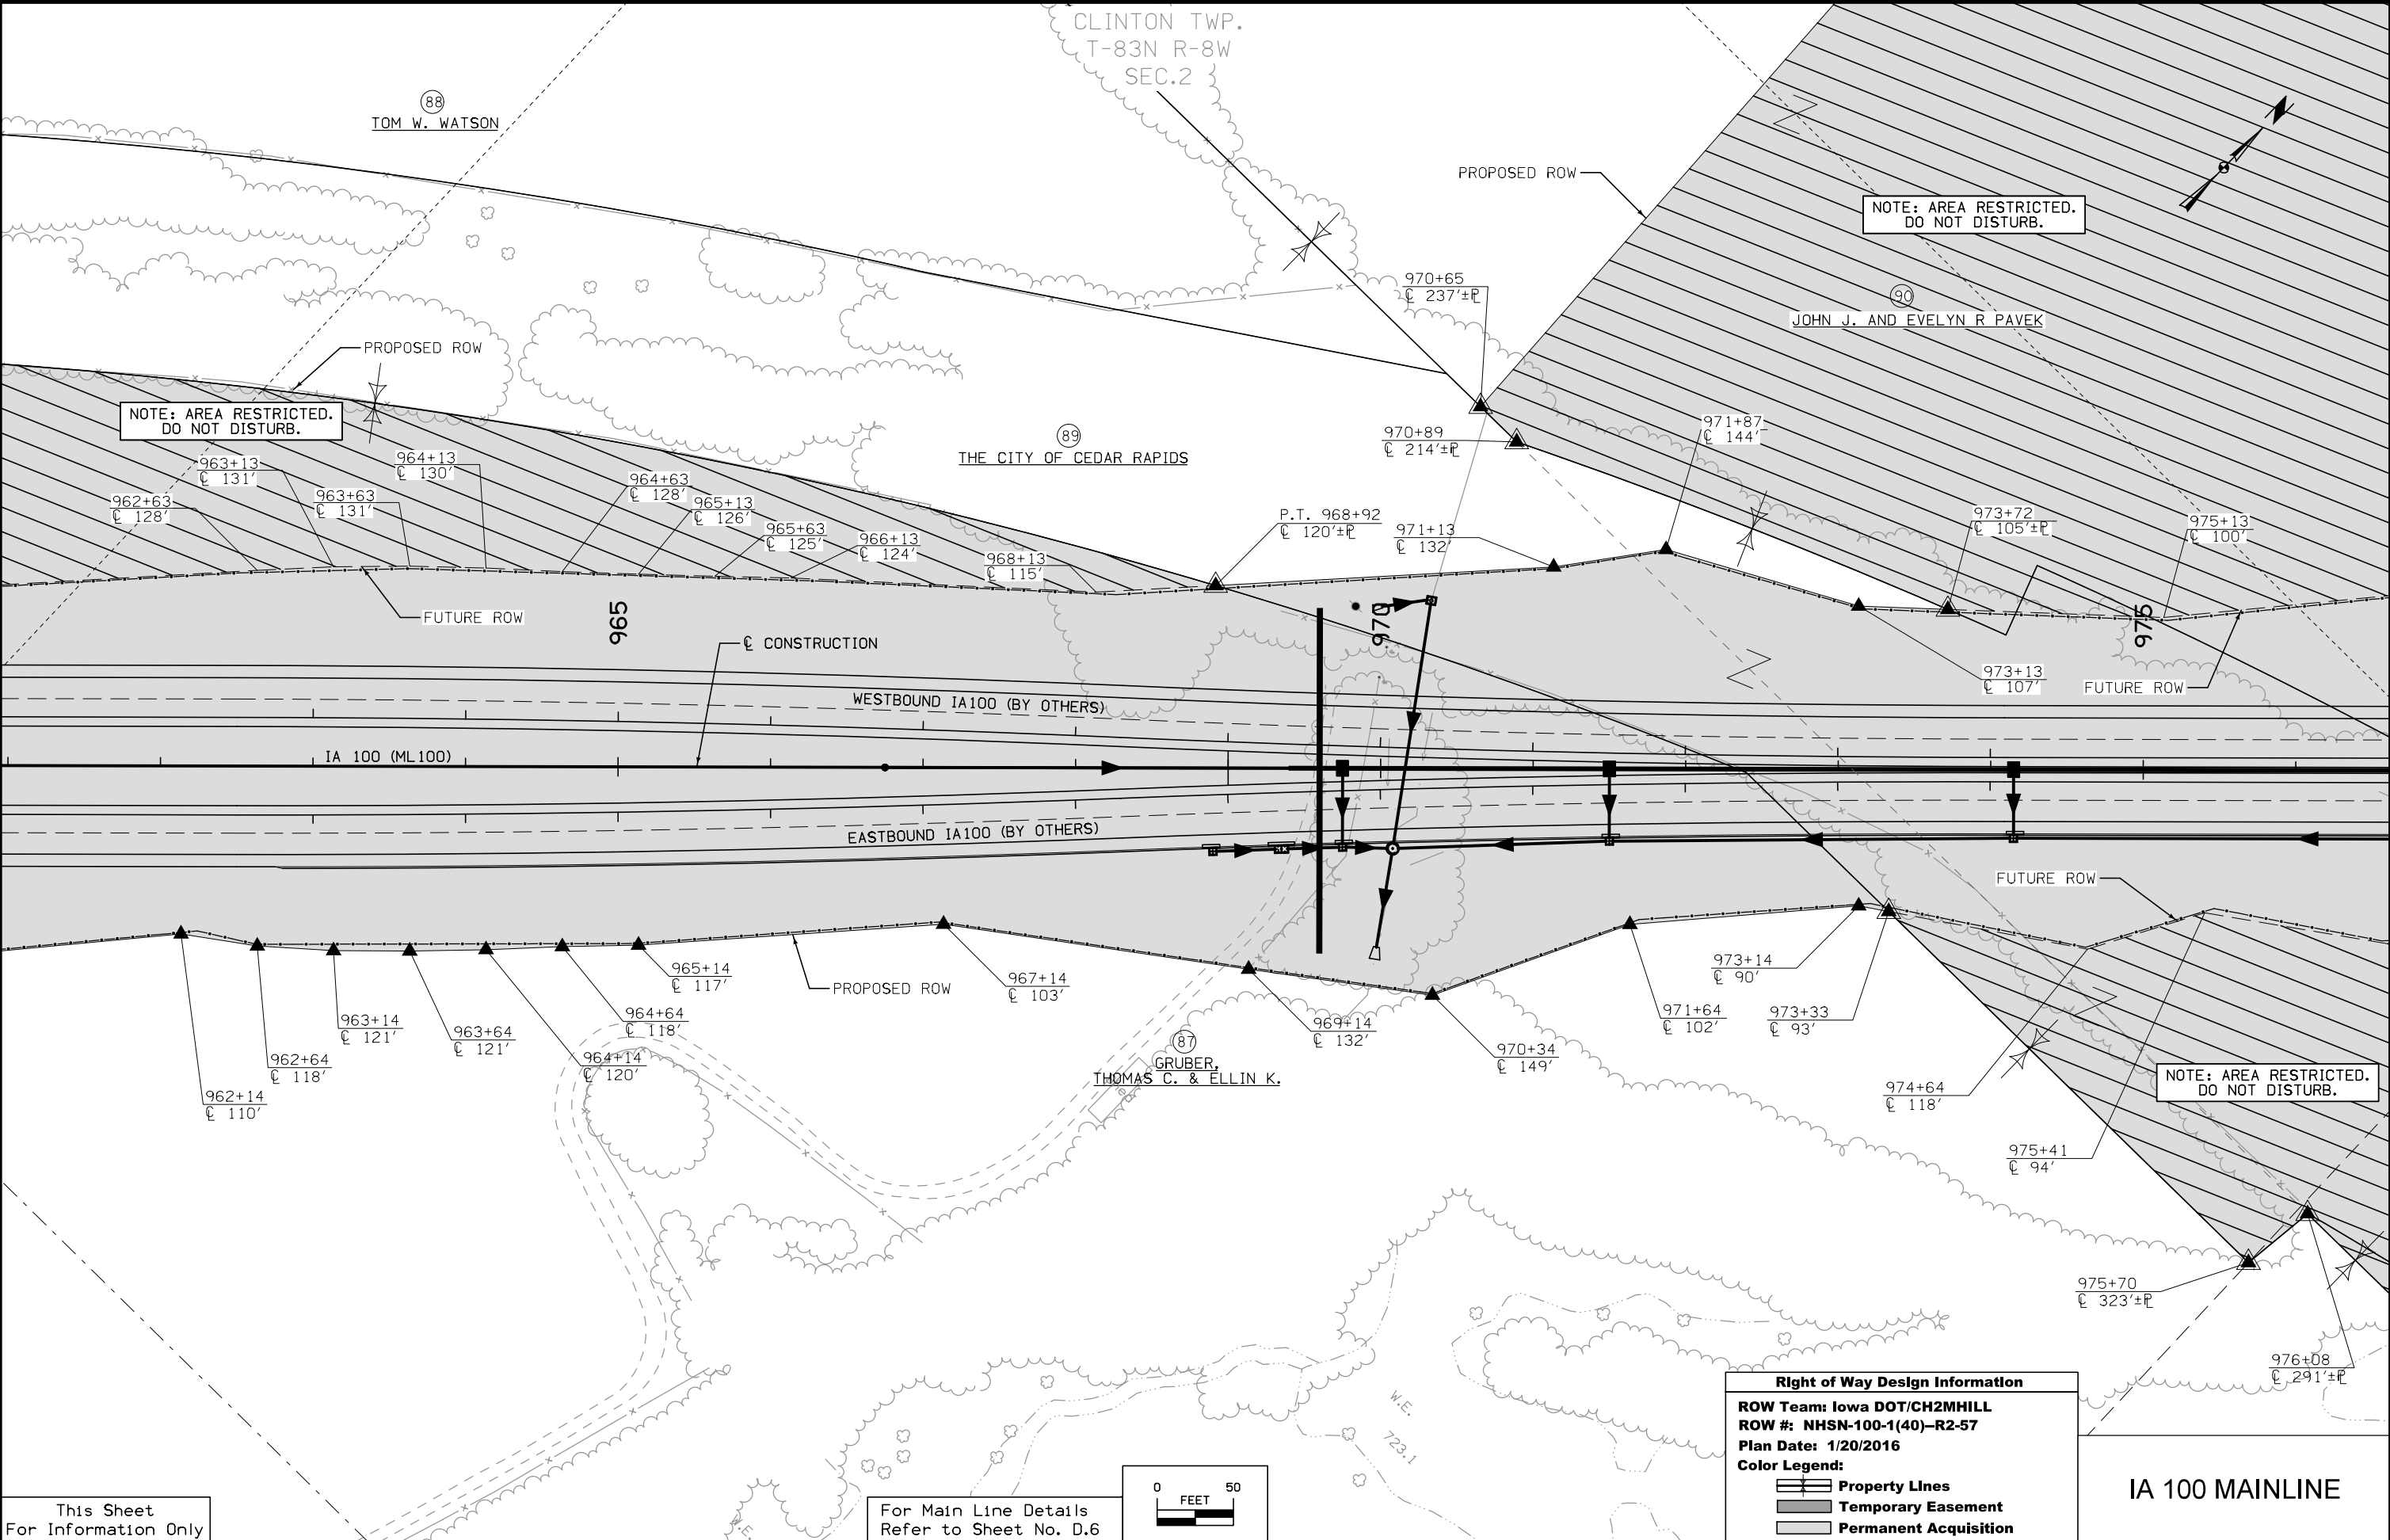 CLINTON TWP.
T-83N R-8W
SEC.2
88
TOM W. WATSON
PROPOSED ROW
NOTE: AREA RESTRICTED.
DO NOT DISTURB.
970+65
℄ 237'±℄
90
JOHN J. AND EVELYN R PAVEK
PROPOSED ROW
NOTE: AREA RESTRICTED.
DO NOT DISTURB.
89
THE CITY OF CEDAR RAPIDS
970+89
℄ 214'±℄
971+87
℄ 144'
962+63
℄ 128'
963+13
℄ 131'
963+63
℄ 131'
964+13
℄ 130'
964+63
℄ 128'
965+13
℄ 126'
965+63
℄ 125'
966+13
℄ 124'
968+13
℄ 115'
P.T. 968+92
℄ 120'±℄
971+13
℄ 132'
973+72
℄ 105'±℄
975+13
℄ 100'
FUTURE ROW
965
970
975
℄ CONSTRUCTION
973+13
℄ 107'
FUTURE ROW
WESTBOUND IA100 (BY OTHERS)
IA 100 (ML100)
EASTBOUND IA100 (BY OTHERS)
FUTURE ROW
962+14
℄ 110'
962+64
℄ 118'
963+14
℄ 121'
963+64
℄ 121'
964+14
℄ 120'
964+64
℄ 118'
965+14
℄ 117'
PROPOSED ROW
967+14
℄ 103'
969+14
℄ 132'
970+34
℄ 149'
971+64
℄ 102'
973+14
℄ 90'
973+33
℄ 93'
87
GRUBER,
THOMAS C. & ELLIN K.
974+64
℄ 118'
975+41
℄ 94'
NOTE: AREA RESTRICTED.
DO NOT DISTURB.
975+70
℄ 323'±℄
976+08
℄ 291'±℄
W.E.
723.1
W.E.
This Sheet
For Information Only
For Main Line Details
Refer to Sheet No. D.6
0 50
FEET
Right of Way Design Information
ROW Team: Iowa DOT/CH2MHILL
ROW #: NHSN-100-1(40)--R2-57
Plan Date: 1/20/2016
Color Legend:
Property Lines
Temporary Easement
Permanent Acquisition
IA 100 MAINLINE